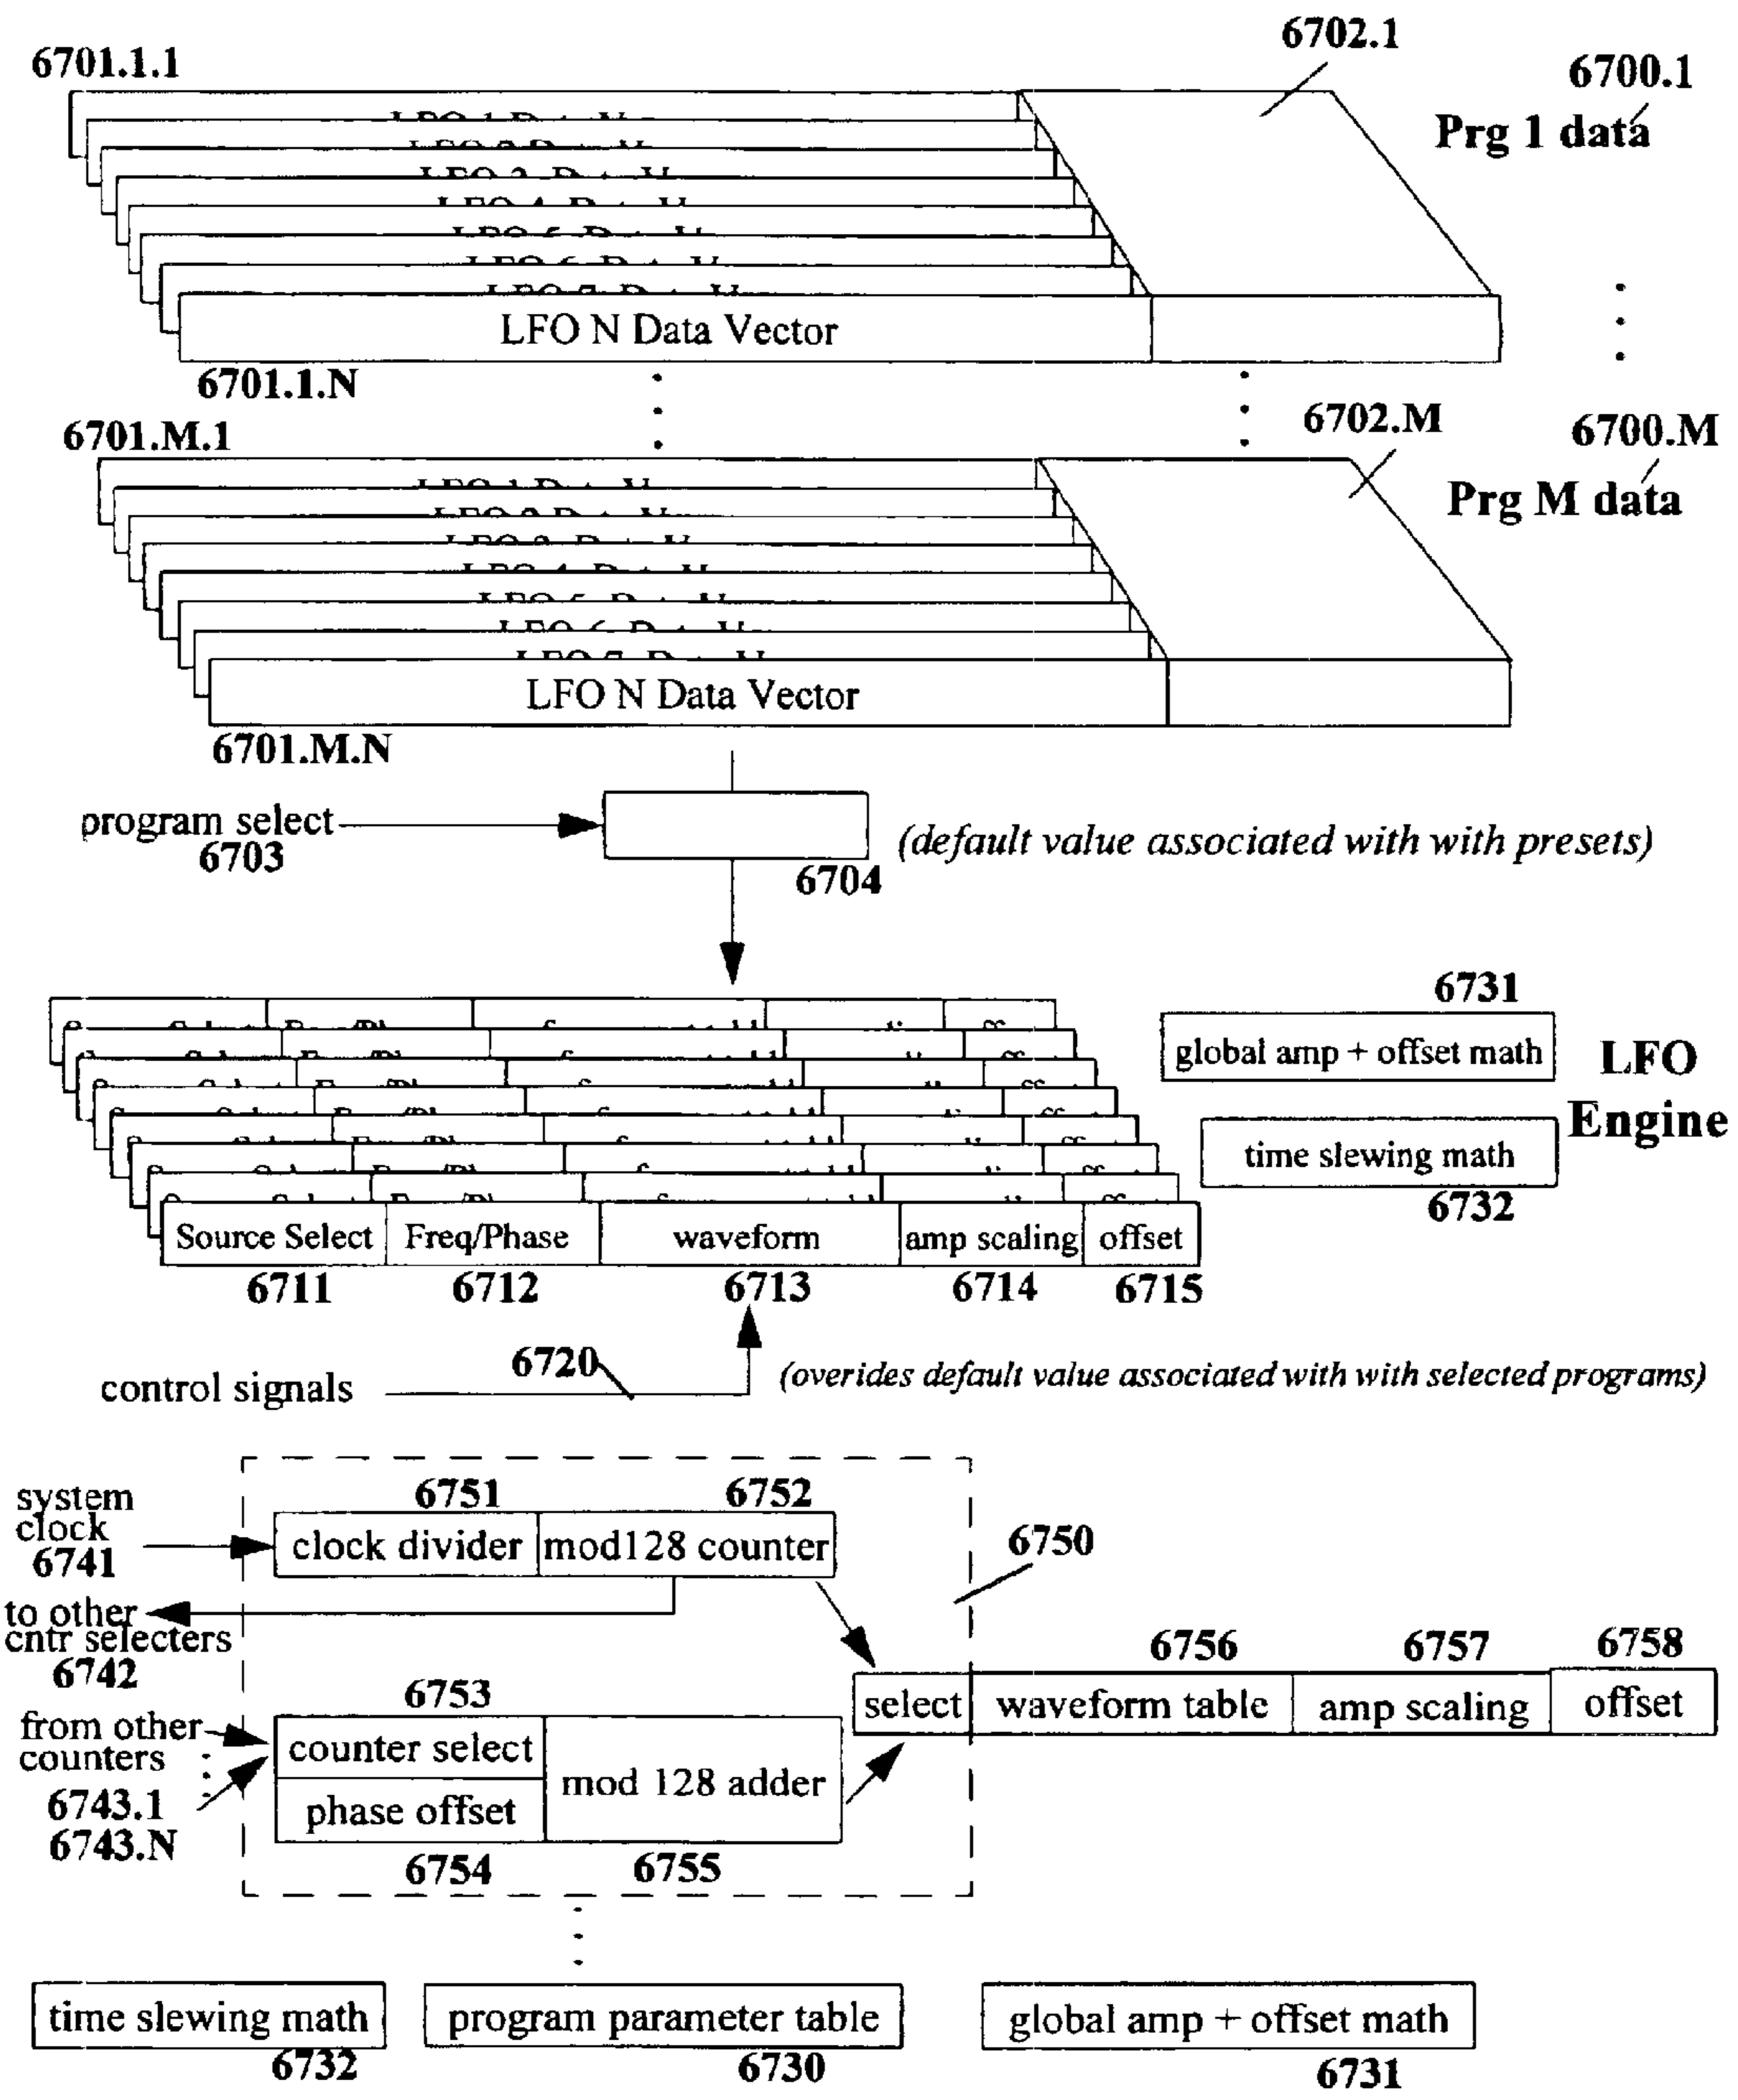 6702.1
6701.1.1
6700.1
Prg 1 data
LFO N Data Vector
6701.1.N
6702.M
6700.M
6701.M.1
Prg M data
LFO N Data Vector
6701.M.N
program select
6703
(default value associated with with presets)
6704
6731
global amp + offset math
LFO
Engine
time slewing math
6732
Source Select
Freq/Phase
waveform
amp scaling
offset
6711
6712
6713
6714
6715
6720
control signals
(overides default value associated with with selected programs)
system
clock
6741
6751
6752
clock divider
mod128 counter
6750
to other
cntr selecters
6742
6753
from other
counters
6743.1
6743.N
counter select
phase offset
mod 128 adder
6754
6755
6756
6757
6758
select
waveform table
amp scaling
offset
time slewing math
6732
program parameter table
6730
global amp + offset math
6731